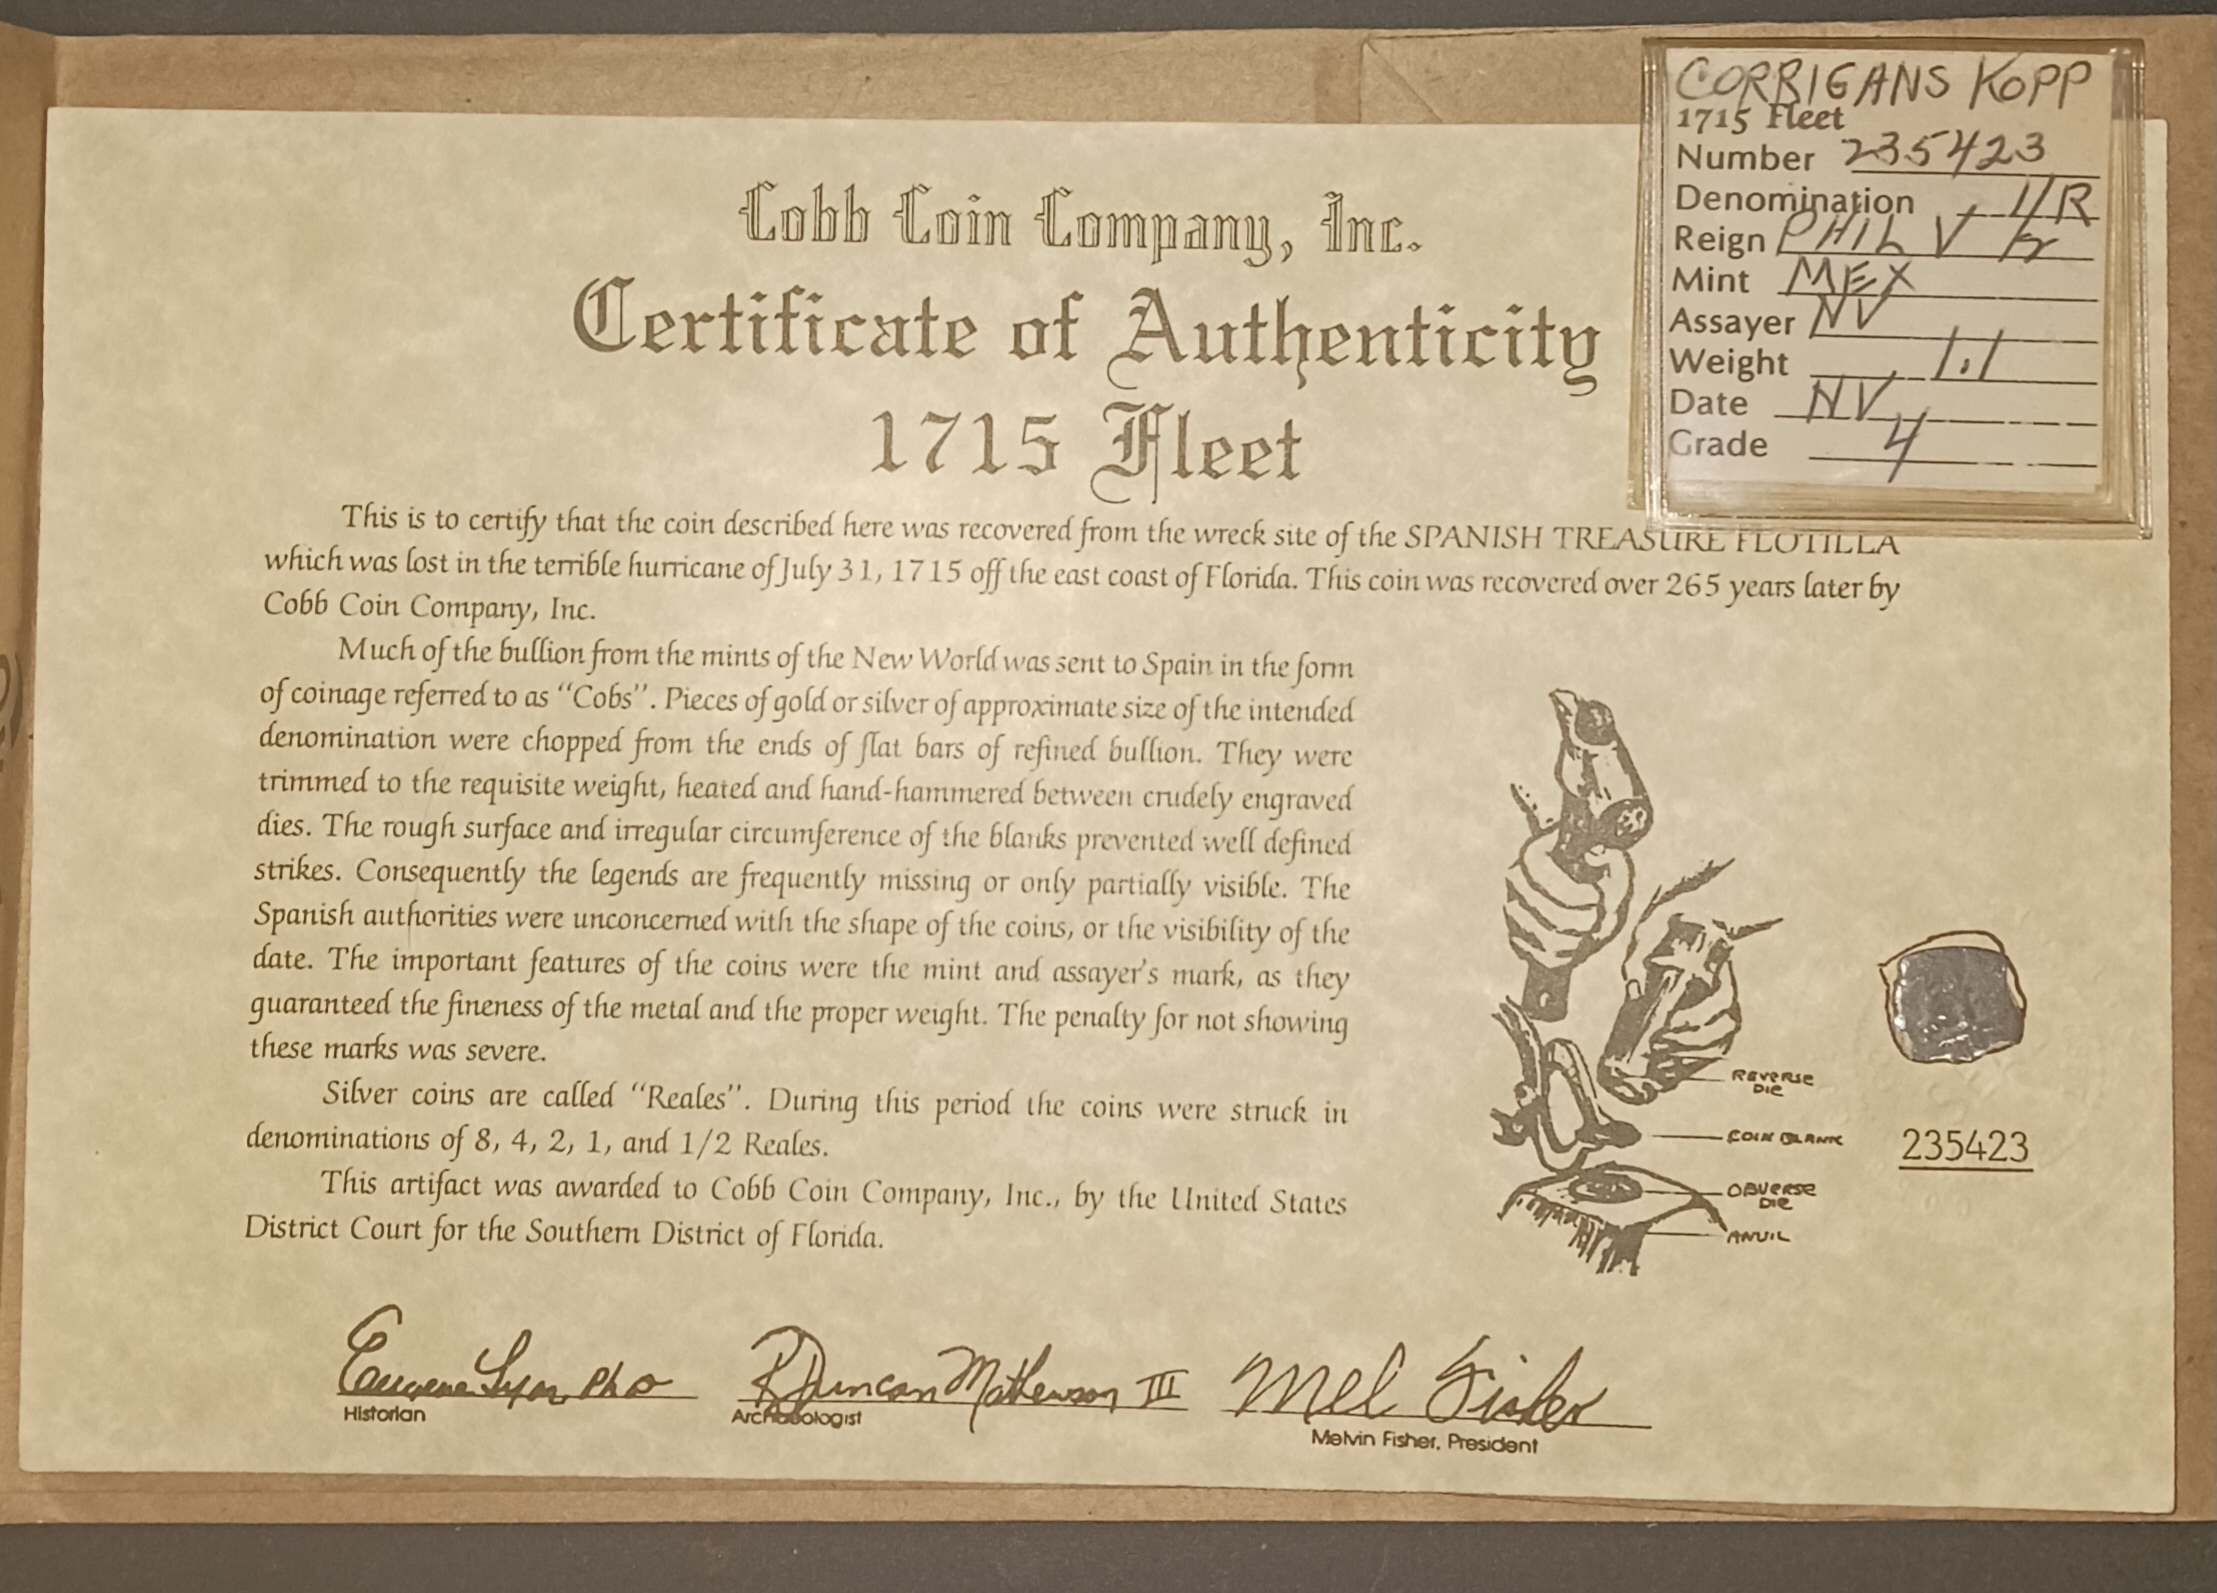 Cobb Coin Company, Inc.
Certificate of Authenticity
1715 Fleet
CORRIGANS KOPP
1715 Fleet
Number 235423
Denomination 1/R
Reign PHIL V
Mint MEX
Assayer NV
Weight 1.1
Date NV
Grade 4
This is to certify that the coin described here was recovered from the wreck site of the SPANISH TREASURE FLOTILLA
which was lost in the terrible hurricane of July 31, 1715 off the east coast of Florida. This coin was recovered over 265 years later by
Cobb Coin Company, Inc.
Much of the bullion from the mints of the New World was sent to Spain in the form
of coinage referred to as "Cobs". Pieces of gold or silver of approximate size of the intended
denomination were chopped from the ends of flat bars of refined bullion. They were
trimmed to the requisite weight, heated and hand-hammered between crudely engraved
dies. The rough surface and irregular circumference of the blanks prevented well defined
strikes. Consequently the legends are frequently missing or only partially visible. The
Spanish authorities were unconcerned with the shape of the coins, or the visibility of the
date. The important features of the coins were the mint and assayer's mark, as they
guaranteed the fineness of the metal and the proper weight. The penalty for not showing
these marks was severe.
Silver coins are called "Reales". During this period the coins were struck in
denominations of 8, 4, 2, 1, and 1/2 Reales.
This artifact was awarded to Cobb Coin Company, Inc., by the United States
District Court for the Southern District of Florida.
REVERSE
DIE
COIN BLANK
OBVERSE
DIE
ANVIL
235423
Eugene Lyon PhD
Historian
R Duncan Mathewson III
Archaeologist
Mel Fisher
Melvin Fisher, President